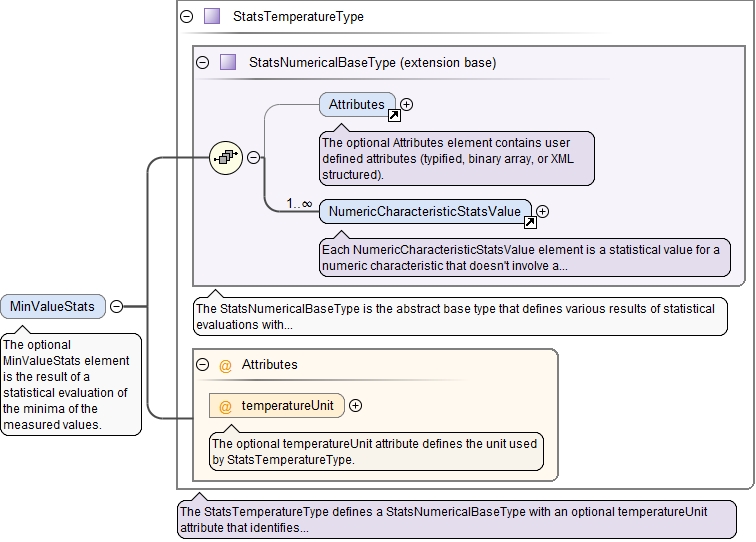 StatsTemperatureType
StatsNumericalBaseType (extension base)
Attributes
The optional Attributes element contains user
defined attributes (typified, binary array, or XML
structured).
1..∞
NumericCharacteristicStatsValue
Each NumericCharacteristicStatsValue element is a statistical value for a
numeric characteristic that doesn't involve a...
The StatsNumericalBaseType is the abstract base type that defines various results of statistical
evaluations with...
MinValueStats
The optional
MinValueStats element
is the result of a
statistical evaluation of
the minima of the
measured values.
@ Attributes
@ temperatureUnit
The optional temperatureUnit attribute defines the unit used
by StatsTemperatureType.
The StatsTemperatureType defines a StatsNumericalBaseType with an optional temperatureUnit
attribute that identifies...